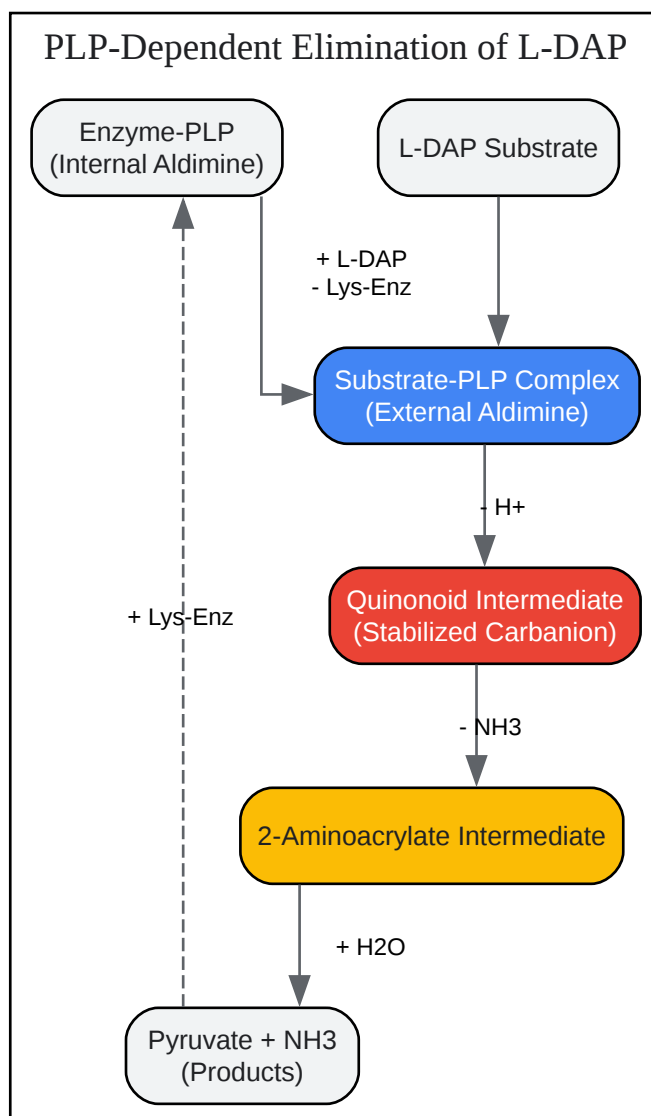 PLP-Dependent Elimination of L-DAP
Enzyme-PLP
(Internal Aldimine)
L-DAP Substrate
+ L-DAP
- Lys-Enz
Substrate-PLP Complex
(External Aldimine)
- H+
Quinonoid Intermediate
(Stabilized Carbanion)
+ Lys-Enz
- NH3
2-Aminoacrylate Intermediate
+ H2O
Pyruvate + NH3
(Products)